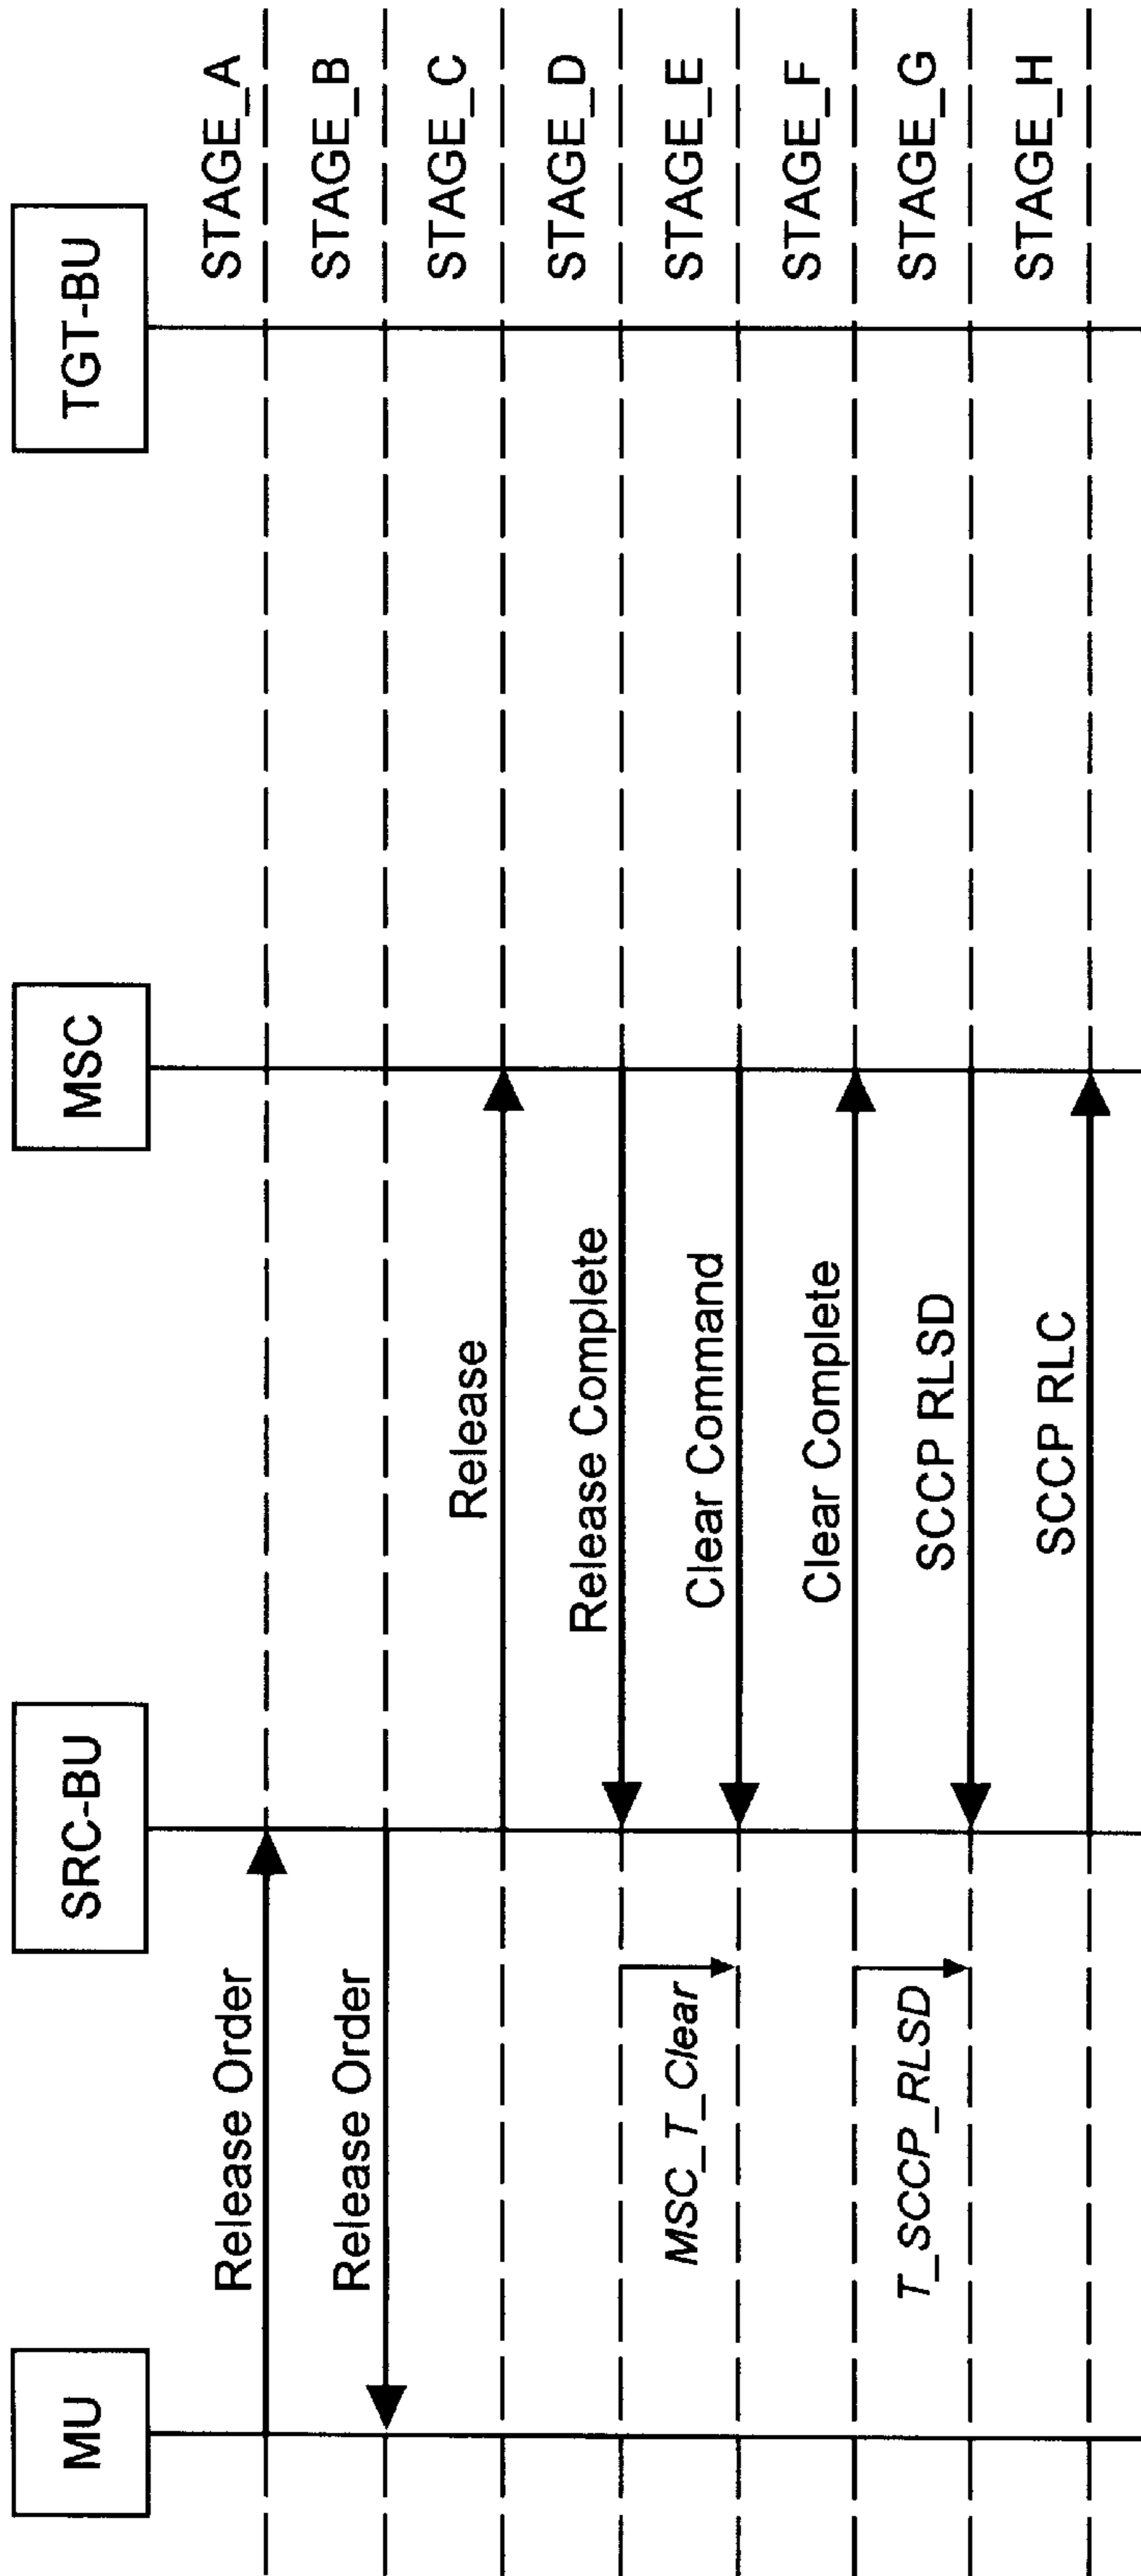 MU
SRC-BU
MSC
TGT-BU
Release Order
STAGE_A
Release Order
STAGE_B
Release
STAGE_C
Release Complete
STAGE_D
MSC_T_Clear
Clear Command
STAGE_E
Clear Complete
STAGE_F
T_SCCP_RLSD
SCCP RLSD
STAGE_G
SCCP RLC
STAGE_H